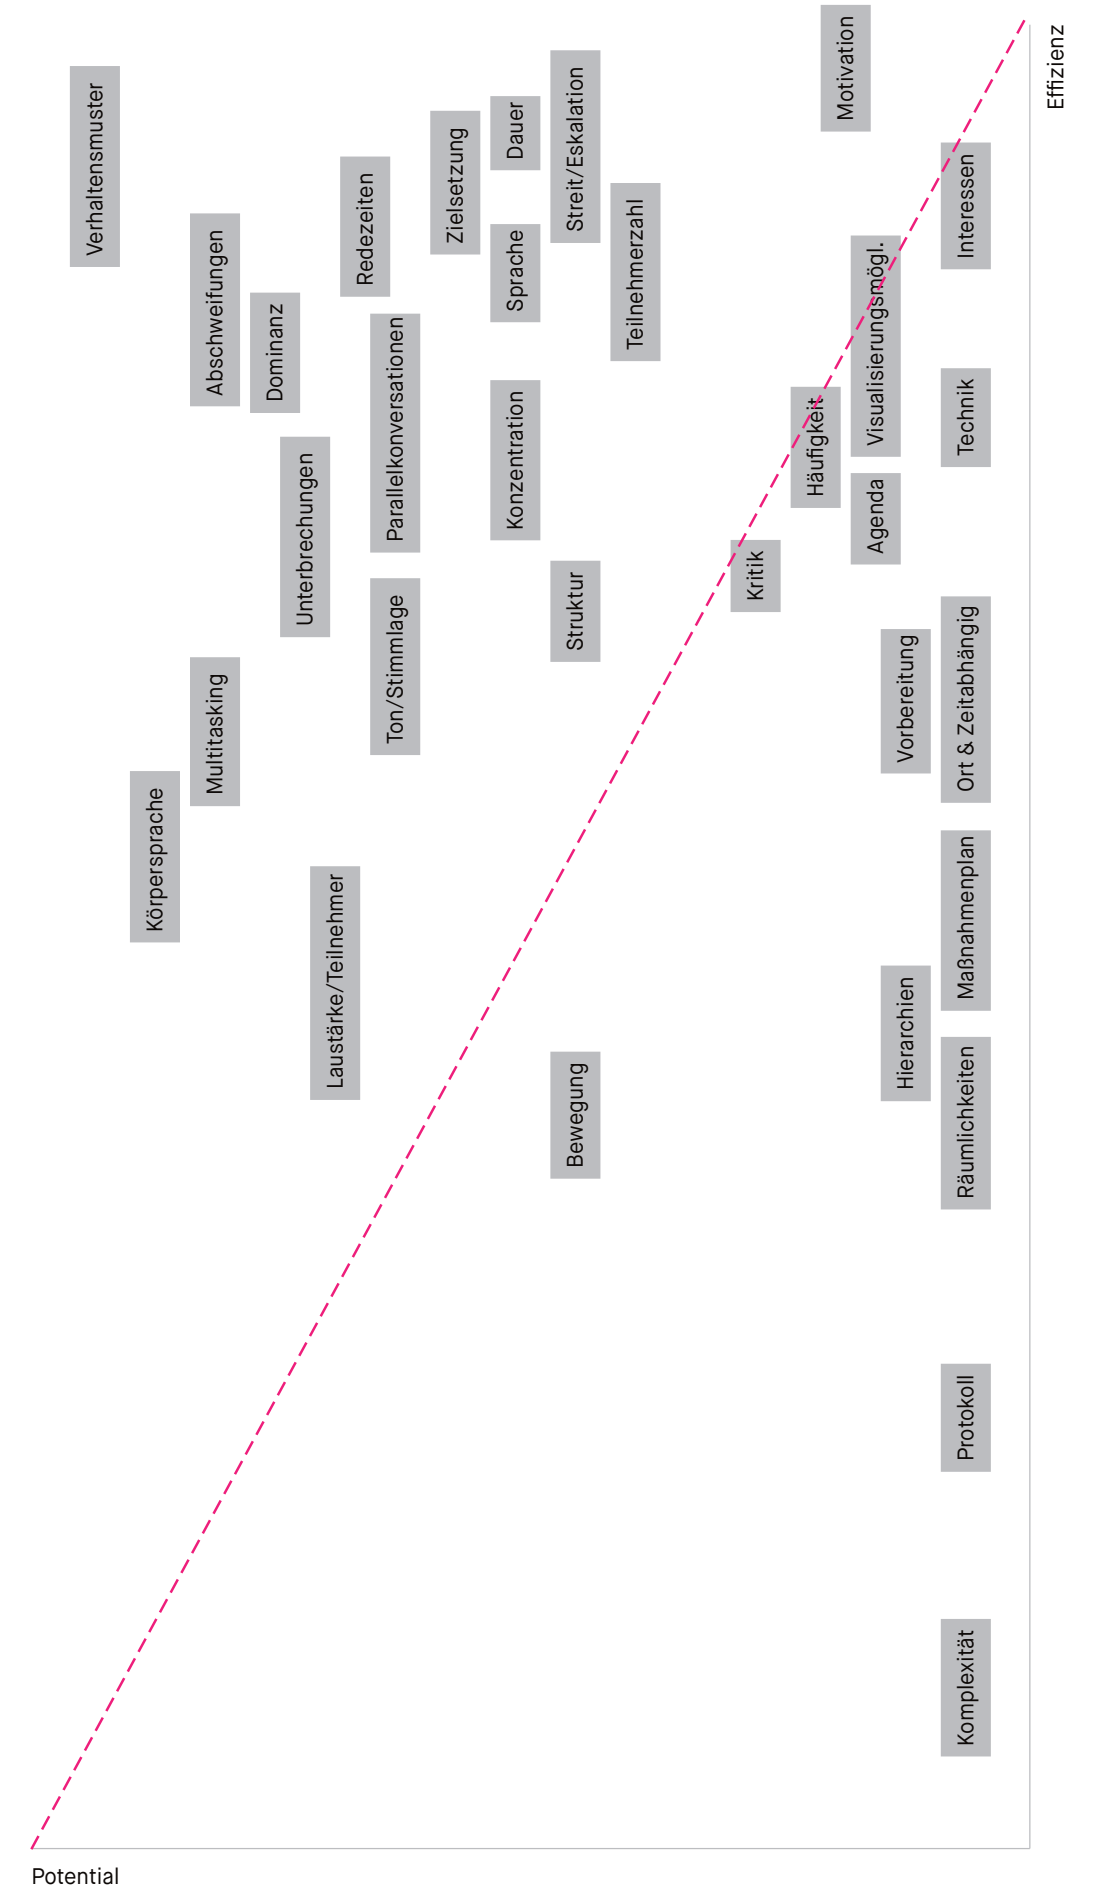 Effizienz
Motivation
Verhaltensmuster
Streit/Eskalation
Dauer
Zielsetzung
Interessen
Redezeiten
Teilnehmerzahl
Abschweifungen
Sprache
Visualisierungsmögl.
Dominanz
Parallelkonversationen
Technik
Konzentration
Häufigkeit
Unterbrechungen
Agenda
Kritik
Struktur
Ton/Stimmlage
Ort & Zeitabhängig
Vorbereitung
Multitasking
Körpersprache
Maßnahmenplan
Laustärke/Teilnehmer
Hierarchien
Räumlichkeiten
Bewegung
Protokoll
Komplexität
Potential